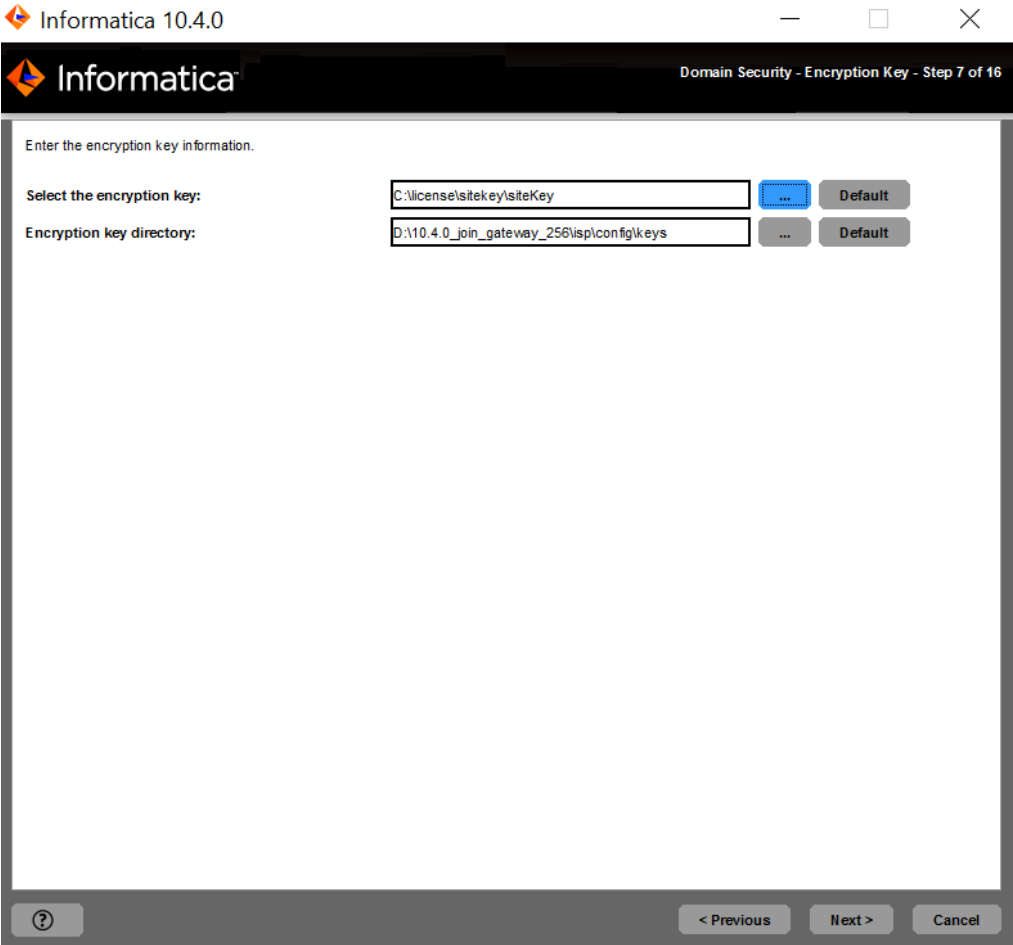 Informatica 10.4.0
Informatica™
Domain Security - Encryption Key - Step 7 of 16
Enter the encryption key information.
Select the encryption key: C:\license\sitekey\siteKey ... Default
Encryption key directory: D:\10.4.0_join_gateway_256\isp\config\keys ... Default
? < Previous Next > Cancel